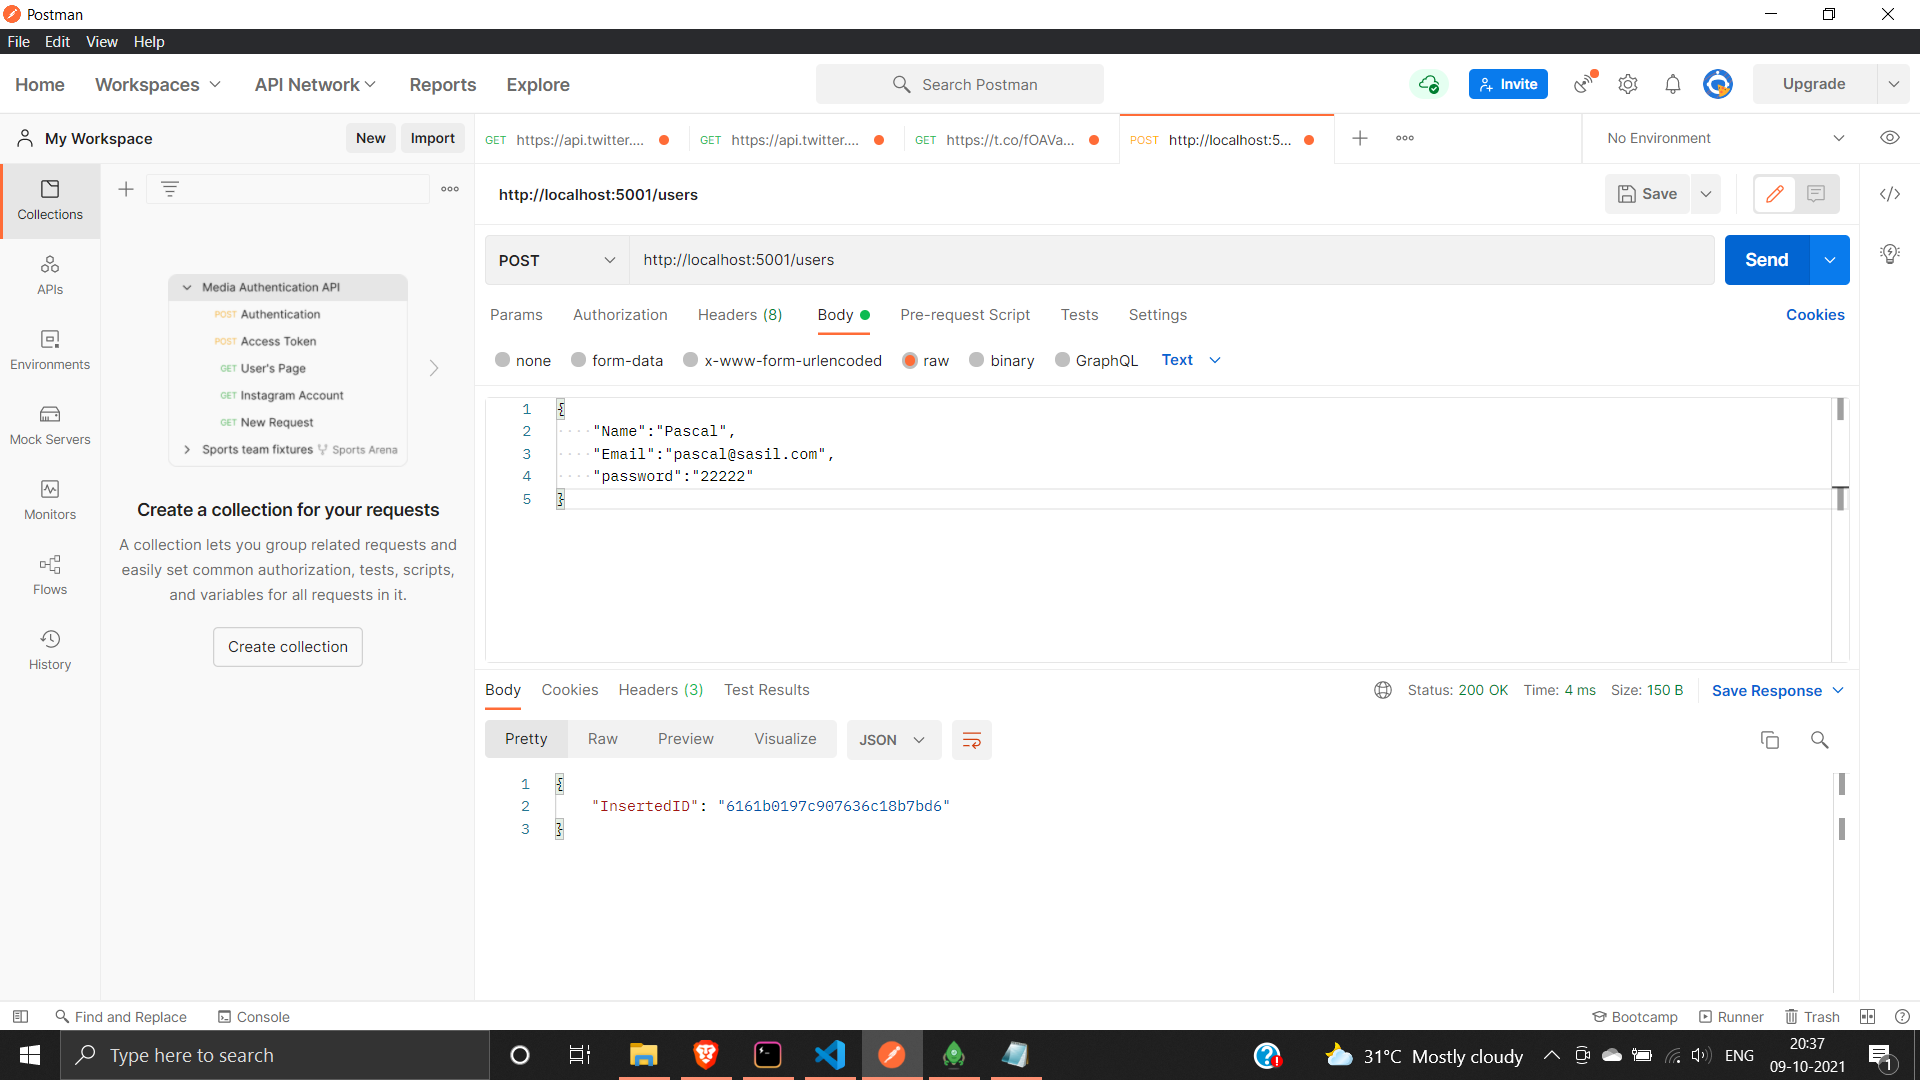 Postman
File Edit View Help
Home Workspaces API Network Reports Explore Search Postman Invite Upgrade
My Workspace New Import GET https://api.twitter.... GET https://api.twitter.... GET https://t.co/fOAVa... POST http://localhost:5... No Environment
Collections
APIs
Environments
Mock Servers
Monitors
Flows
History
Media Authentication API
POST Authentication
POST Access Token
GET User's Page
GET Instagram Account
GET New Request
Sports team fixtures Sports Arena
Create a collection for your requests
A collection lets you group related requests and
easily set common authorization, tests, scripts,
and variables for all requests in it.
Create collection
http://localhost:5001/users Save
POST http://localhost:5001/users Send
Params Authorization Headers (8) Body Pre-request Script Tests Settings Cookies
none form-data x-www-form-urlencoded raw binary GraphQL Text
1 {
2 "Name":"Pascal",
3 "Email":"pascal@sasil.com",
4 "password":"22222"
5 }
Body Cookies Headers (3) Test Results Status: 200 OK Time: 4 ms Size: 150 B Save Response
Pretty Raw Preview Visualize JSON
1 {
2 "InsertedID": "6161b0197c907636c18b7bd6"
3 }
Find and Replace Console Bootcamp Runner Trash
Type here to search 31°C Mostly cloudy ENG 20:37
09-10-2021 1